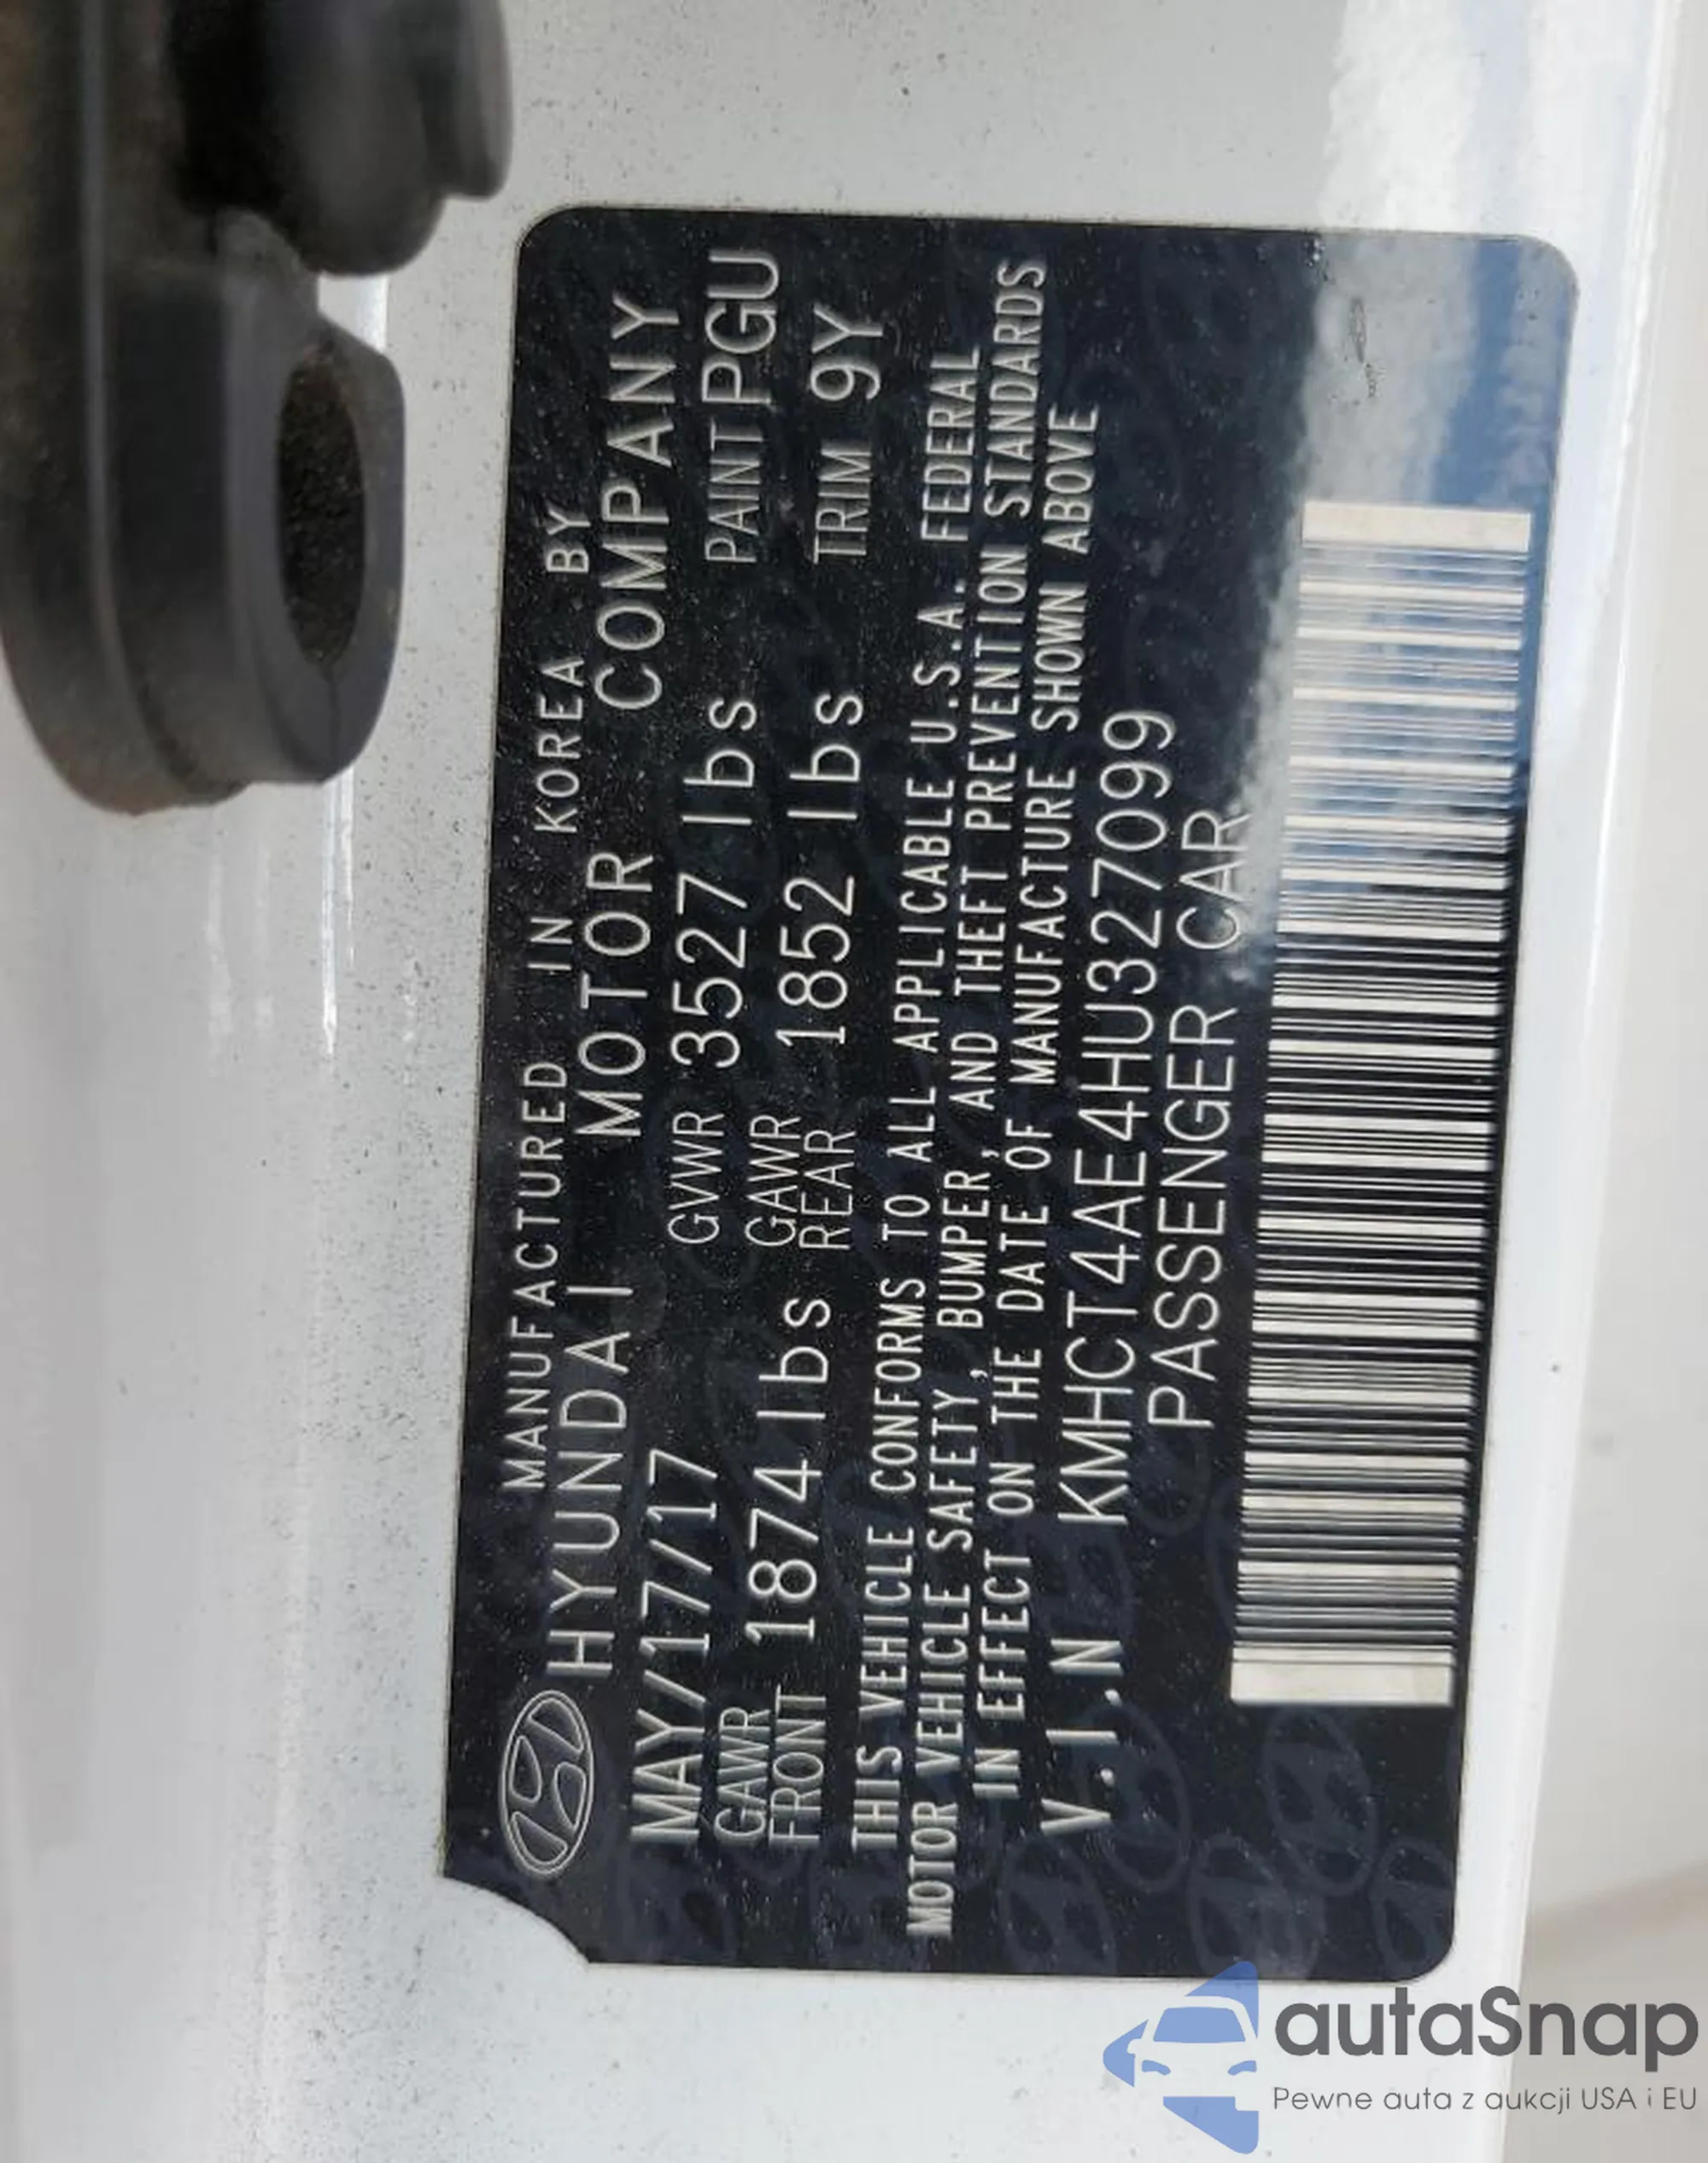 MANUFACTURED IN KOREA BY
HYUNDAI MOTOR COMPANY
MAY/17/17 GVWR 3527 lbs PAINT PGU
GAWR FRONT 1874 lbs GAWR REAR 1852 lbs TRIM 9Y
THIS VEHICLE CONFORMS TO ALL APPLICABLE U.S.A. FEDERAL
MOTOR VEHICLE SAFETY, BUMPER, AND THEFT PREVENTION STANDARDS
IN EFFECT ON THE DATE OF MANUFACTURE SHOWN ABOVE
V.I.N KMHCT4AE4HU327099
PASSENGER CAR
autaSnap
Pewne auta z aukcji USA i EU